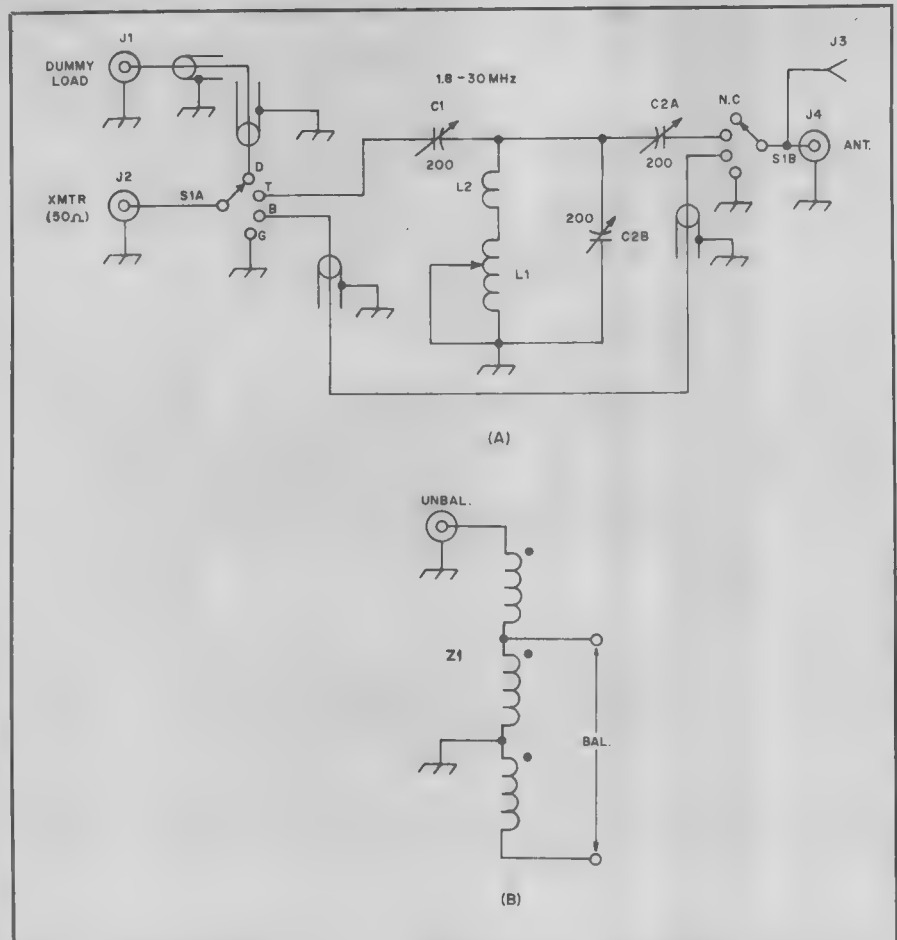 J1
DUMMY
LOAD
J2
XMTR
(50Ω)
S1A
D
T
B
G
1.8 – 30 MHz
C1
200
L2
L1
200
C2B
C2A
200
N.C
J3
J4
S1B
ANT.
(A)
UNBAL.
Z1
BAL.
(B)